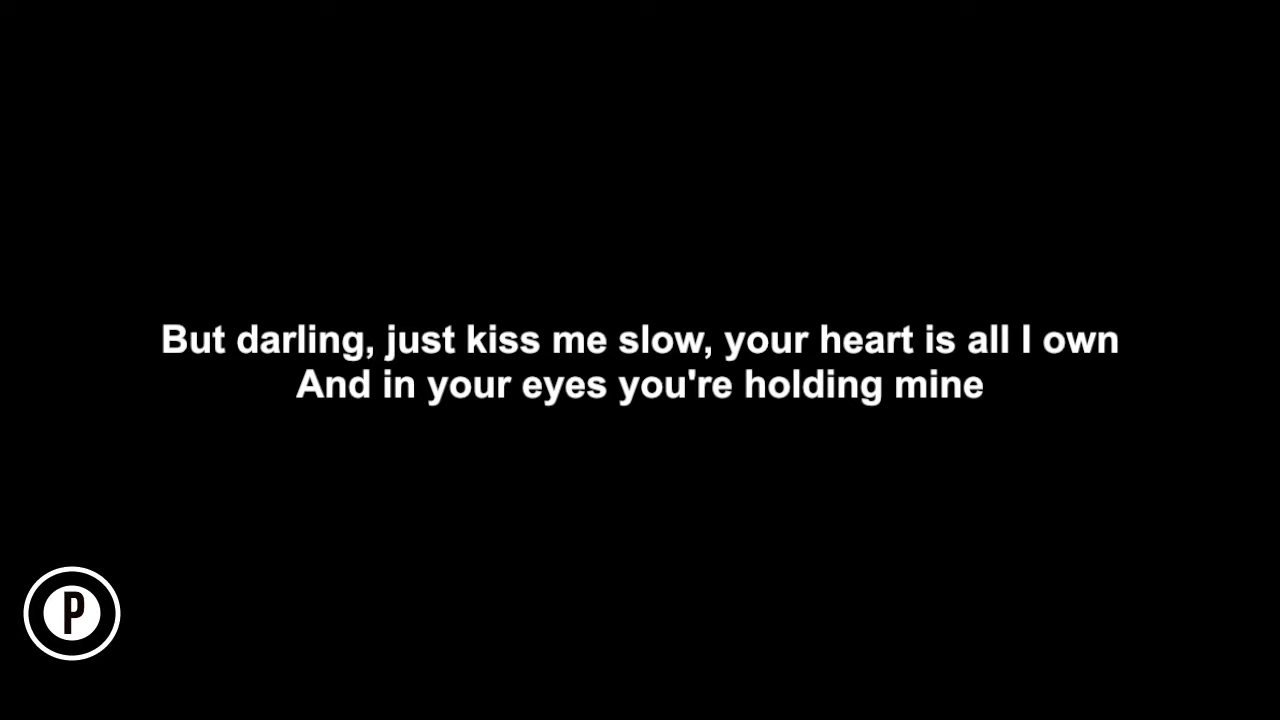 But darling, just kiss me slow, your heart is all I own
And in your eyes you're holding mine
P